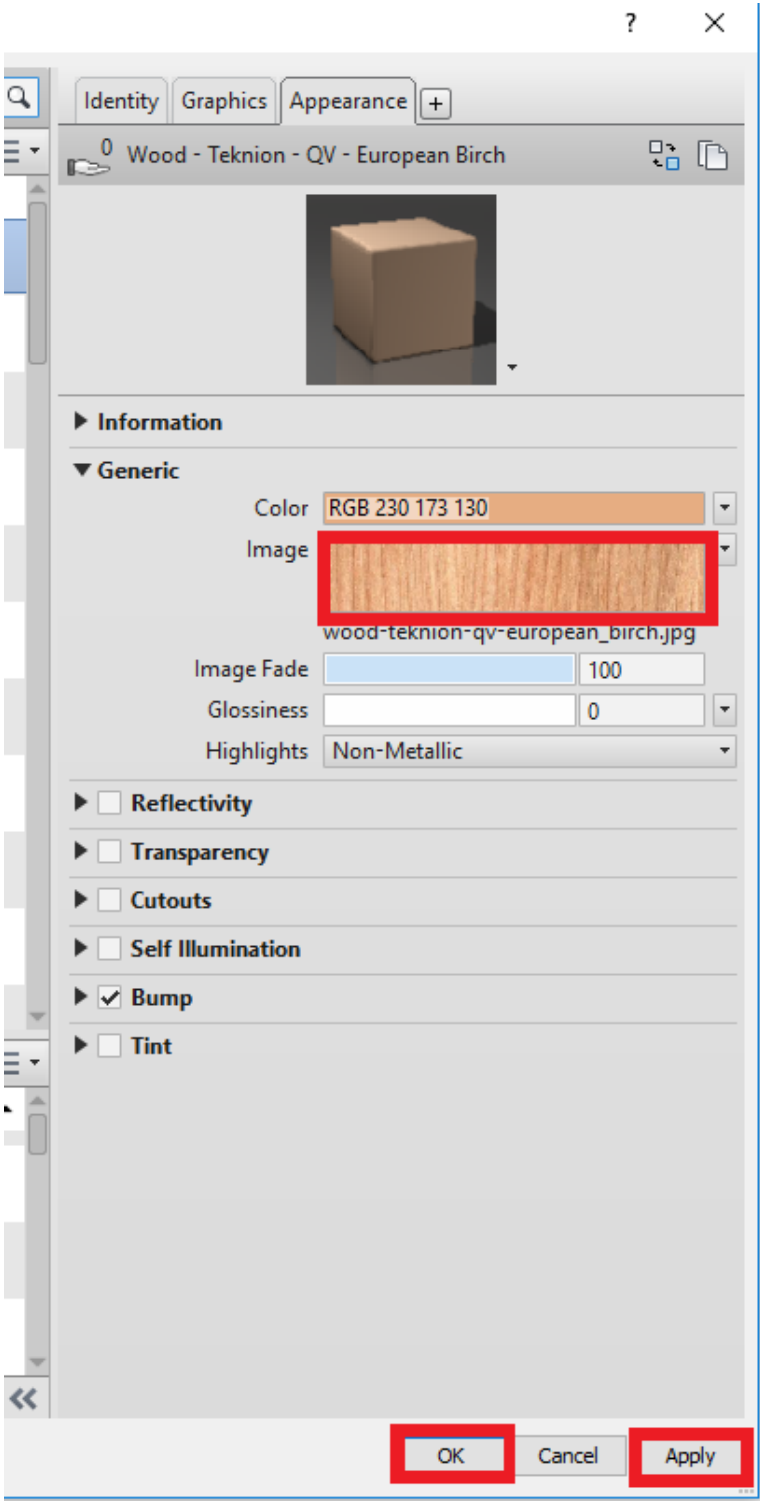 ?
Identity Graphics Appearance +
0 Wood - Teknion - QV - European Birch
Information
Generic
Color RGB 230 173 130
Image
wood-teknion-qv-european_birch.jpg
Image Fade 100
Glossiness 0
Highlights Non-Metallic
Reflectivity
Transparency
Cutouts
Self Illumination
Bump
Tint
OK Cancel Apply